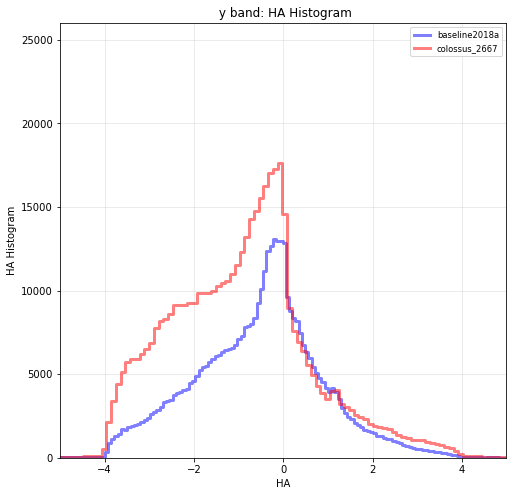 y band: HA Histogram
baseline2018a
colossus_2667
25000
20000
15000
10000
5000
0
HA Histogram
−4
−2
0
2
4
HA